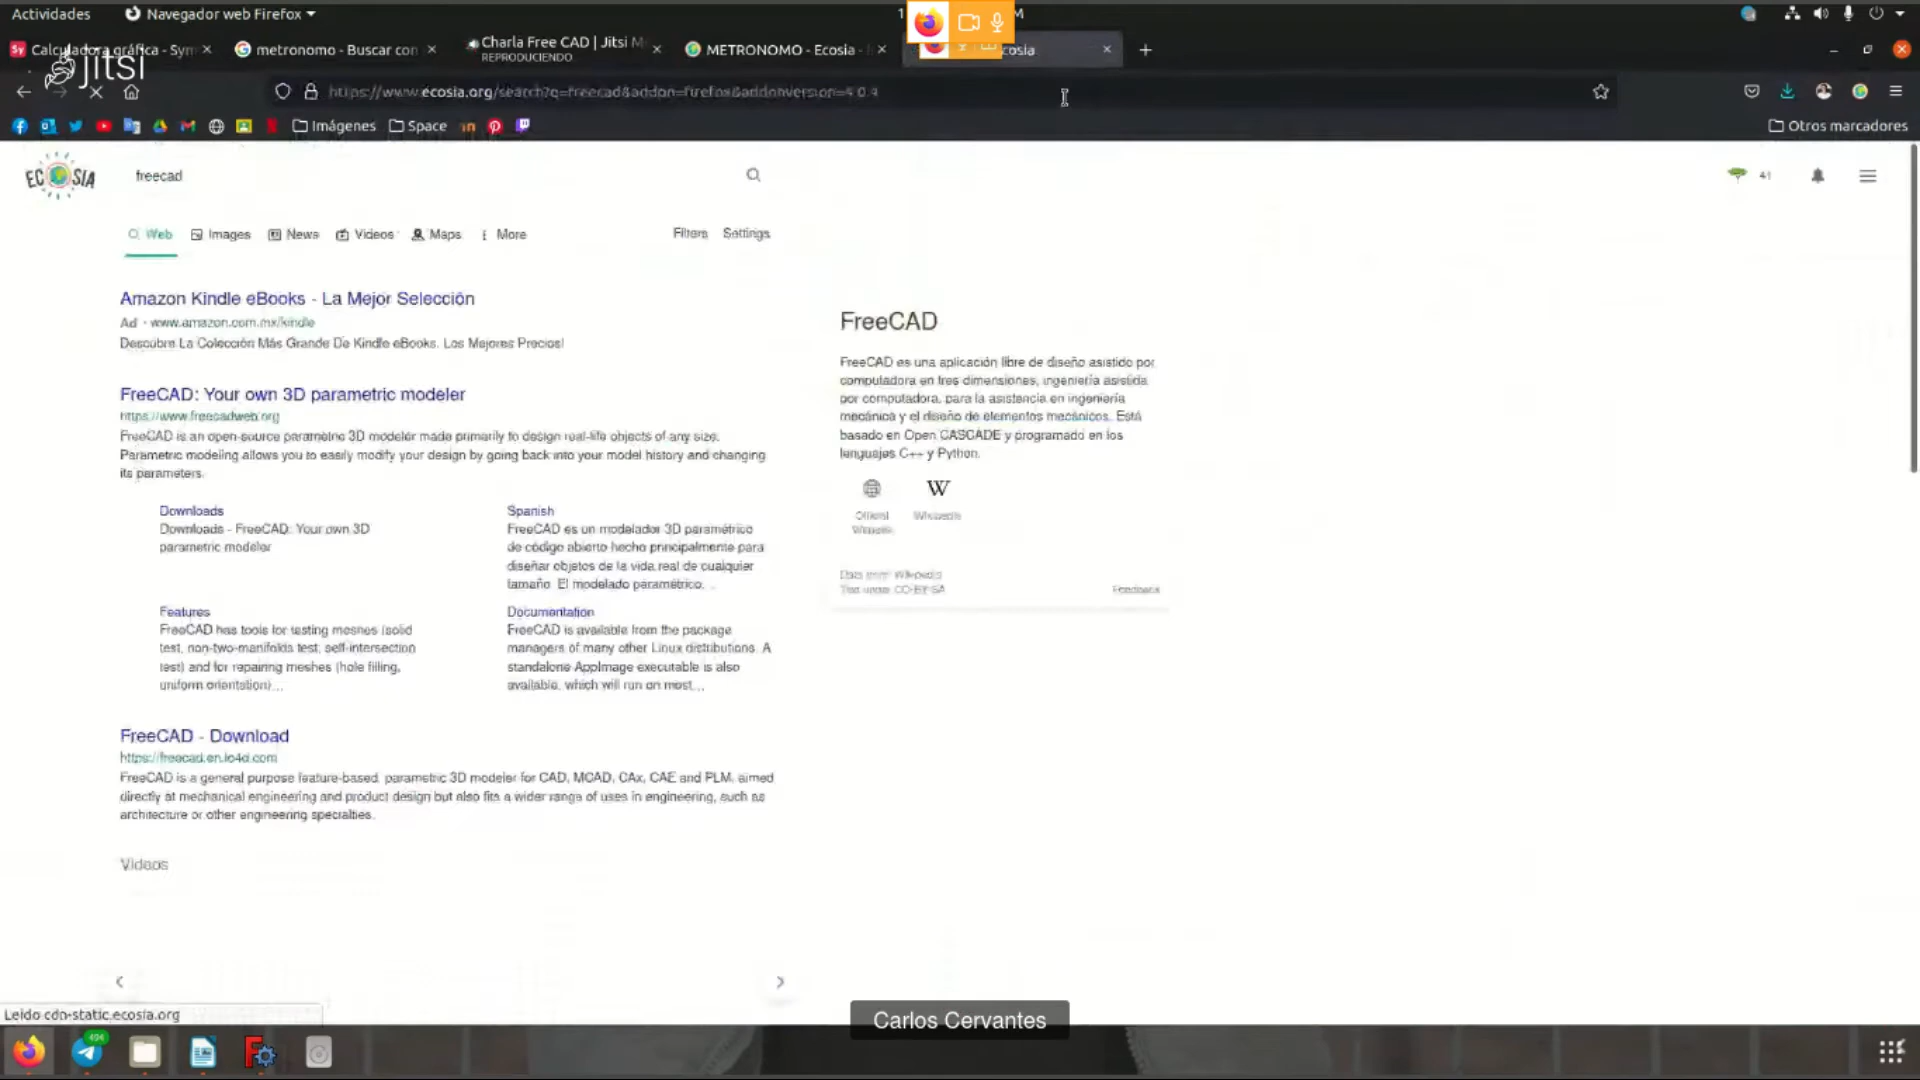 Actividades
Navegador web Firefox
Calculadora gráfica - Sym
metronomo - Buscar con
Charla Free CAD | Jitsi M
REPRODUCIENDO
METRONOMO - Ecosia -
cosia
Jitsi
https://www.ecosia.org/search?q=freecad&addon=firefox&addonversion=4.0.4
Imágenes
Space
Otros marcadores
ECOSIA
freecad
41
Web
Images
News
Videos
Maps
More
Filters
Settings
Amazon Kindle eBooks - La Mejor Selección
Ad · www.amazon.com.mx/kindle
Descubre La Colección Más Grande De Kindle eBooks. Los Mejores Precios!
FreeCAD: Your own 3D parametric modeler
https://www.freecadweb.org
FreeCAD is an open-source parametric 3D modeler made primarily to design real-life objects of any size.
Parametric modeling allows you to easily modify your design by going back into your model history and changing
its parameters.
Downloads
Downloads - FreeCAD: Your own 3D
parametric modeler
Spanish
FreeCAD es un modelador 3D paramétrico
de código abierto hecho principalmente para
diseñar objetos de la vida real de cualquier
tamaño. El modelado paramétrico. ..
Features
FreeCAD has tools for testing meshes (solid
test, non-two-manifolds test, self-intersection
test) and for repairing meshes (hole filling,
uniform orientation)...
Documentation
FreeCAD is available from the package
managers of many other Linux distributions. A
standalone AppImage executable is also
available, which will run on most...
FreeCAD - Download
https://freecad.en.lo4d.com
FreeCAD is a general purpose feature-based, parametric 3D modeler for CAD, MCAD, CAx, CAE and PLM, aimed
directly at mechanical engineering and product design but also fits a wider range of uses in engineering, such as
architecture or other engineering specialties.
Videos
FreeCAD
FreeCAD es una aplicación libre de diseño asistido por
computadora en tres dimensiones, ingeniería asistida
por computadora, para la asistencia en ingeniería
mecánica y el diseño de elementos mecánicos. Está
basado en Open CASCADE y programado en los
lenguajes C++ y Python.
Official
Website
W
Wikipedia
Data from: Wikipedia
Text under CC-BY-SA
Feedback
Leído cdn-static.ecosia.org
Carlos Cervantes
494